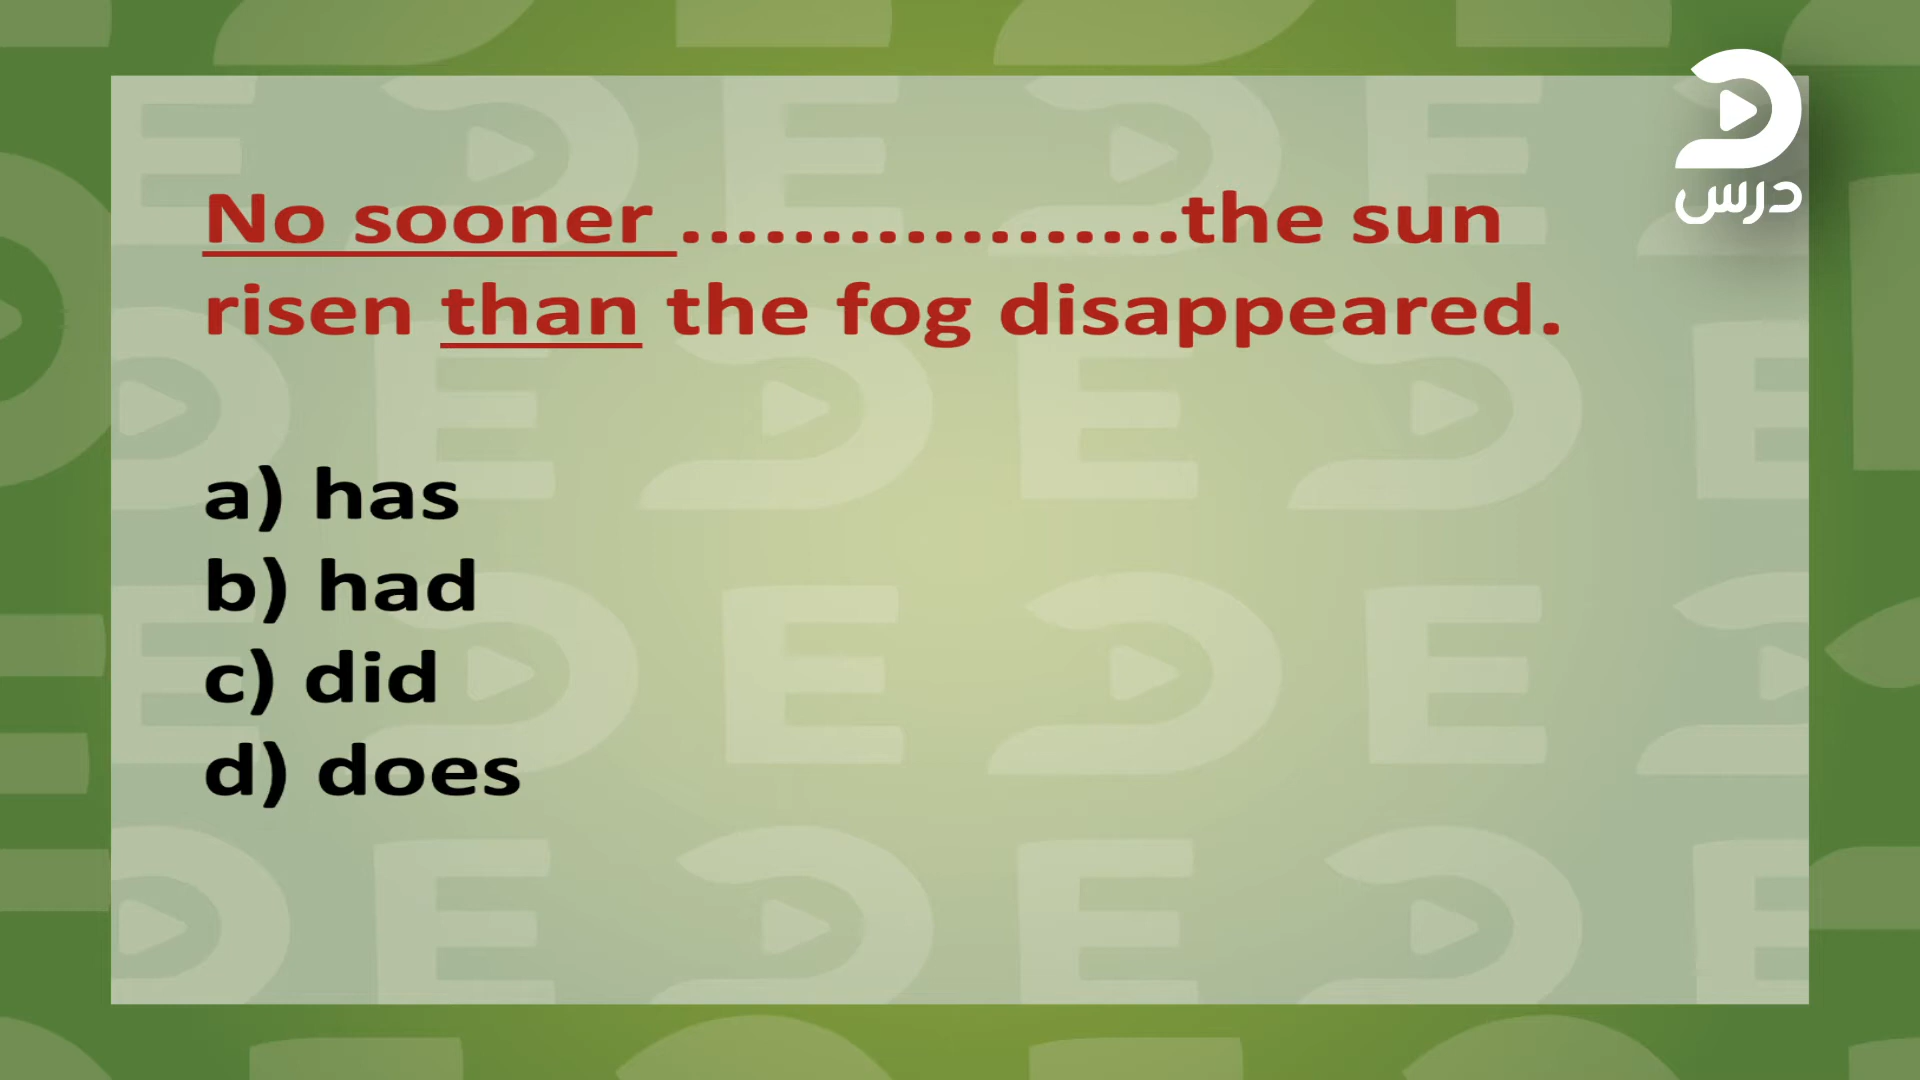 درس
No sooner ..................the sun
risen than the fog disappeared.
a) has
b) had
c) did
d) does